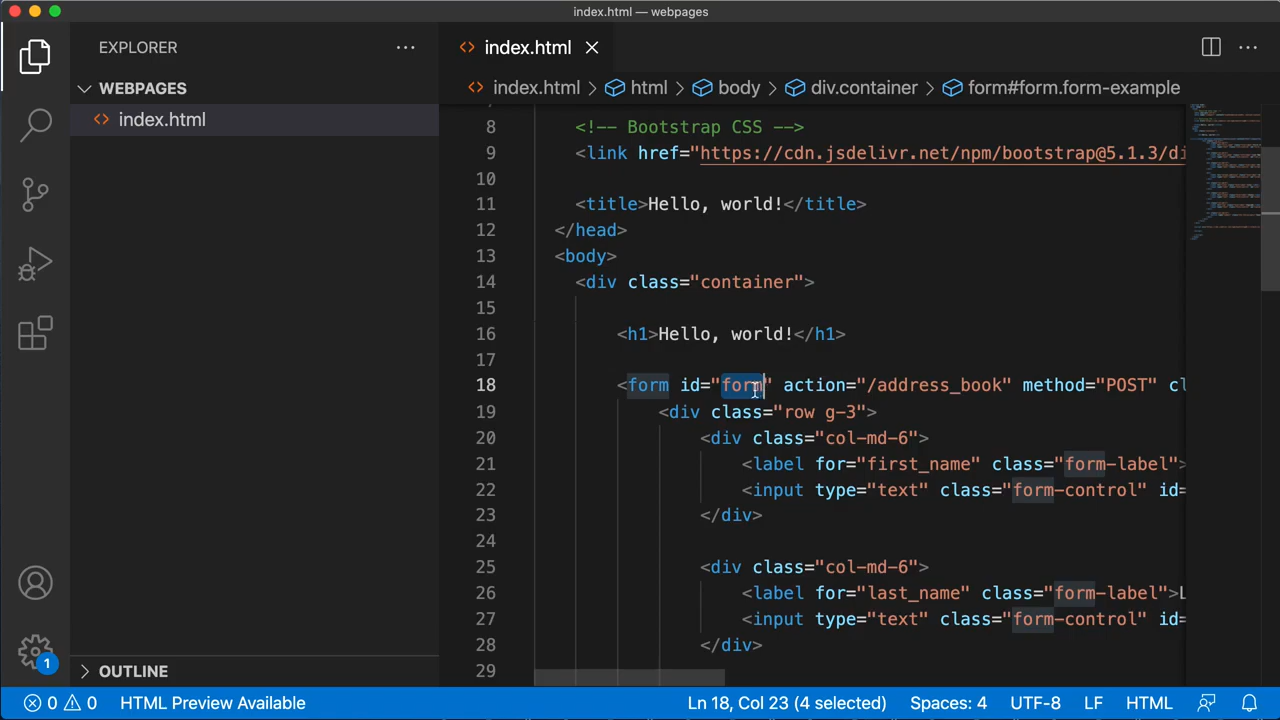 index.html — webpages
EXPLORER
WEBPAGES
index.html
OUTLINE
1
index.html
index.html > html > body > div.container > form#form.form-example
8 <!-- Bootstrap CSS -->
9 <link href="https://cdn.jsdelivr.net/npm/bootstrap@5.1.3/di
10
11 <title>Hello, world!</title>
12 </head>
13 <body>
14 <div class="container">
15
16 <h1>Hello, world!</h1>
17
18 <form id="form" action="/address_book" method="POST" cl
19 <div class="row g-3">
20 <div class="col-md-6">
21 <label for="first_name" class="form-label">
22 <input type="text" class="form-control" id=
23 </div>
24
25 <div class="col-md-6">
26 <label for="last_name" class="form-label">L
27 <input type="text" class="form-control" id=
28 </div>
29
0 0 HTML Preview Available Ln 18, Col 23 (4 selected) Spaces: 4 UTF-8 LF HTML